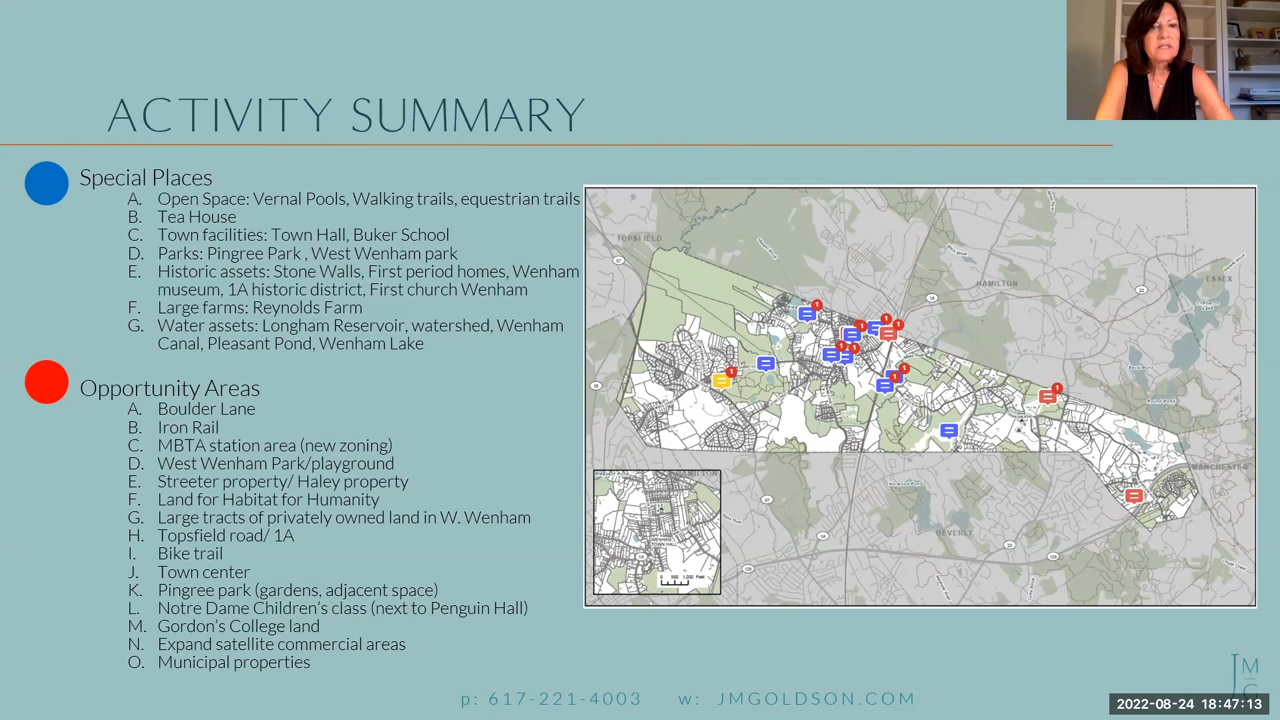 ACTIVITY SUMMARY
Special Places
A. Open Space: Vernal Pools, Walking trails, equestrian trails
B. Tea House
C. Town facilities: Town Hall, Buker School
D. Parks: Pingree Park , West Wenham park
E. Historic assets: Stone Walls, First period homes, Wenham
museum, 1A historic district, First church Wenham
F. Large farms: Reynolds Farm
G. Water assets: Longham Reservoir, watershed, Wenham
Canal, Pleasant Pond, Wenham Lake
Opportunity Areas
A. Boulder Lane
B. Iron Rail
C. MBTA station area (new zoning)
D. West Wenham Park/playground
E. Streeter property/ Haley property
F. Land for Habitat for Humanity
G. Large tracts of privately owned land in W. Wenham
H. Topsfield road/ 1A
I. Bike trail
J. Town center
K. Pingree park (gardens, adjacent space)
L. Notre Dame Children's class (next to Penguin Hall)
M. Gordon's College land
N. Expand satellite commercial areas
O. Municipal properties
TOPSFIELD
HAMILTON
ESSEX
MANCHESTER
BEVERLY
HAMILTON
WENHAM
TOWN HALL
p: 617-221-4003 w: JMGOLDSON.COM
JM
G
2022-08-24 18:47:13